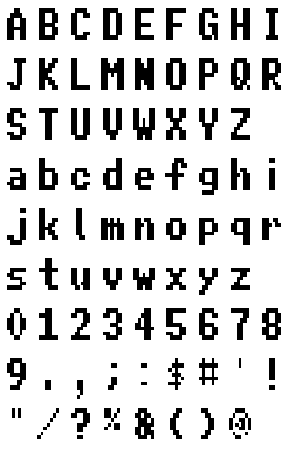 A B C D E F G H I
J K L M N O P Q R
S T U V W X Y Z
a b c d e f g h i
j k l m n o p q r
s t u v w x y z
0 1 2 3 4 5 6 7 8
9 . , ; : $ # ' !
" / ? % & ( ) @